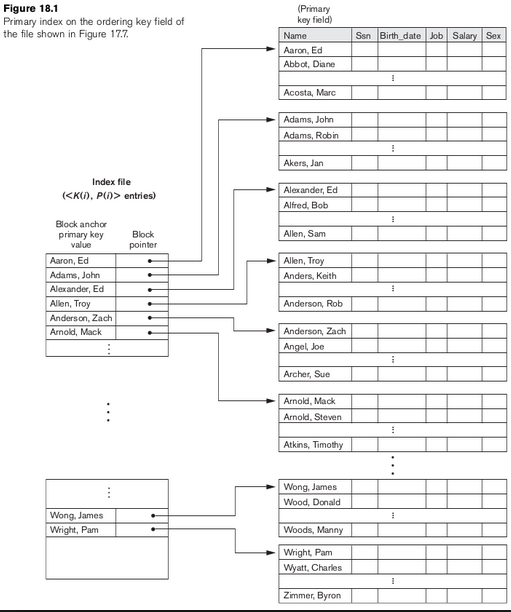 Figure 18.1
Primary index on the ordering key field of
the file shown in Figure 17.7.
(Primary
key field)
Name Ssn Birth_date Job Salary Sex
Aaron, Ed
Abbot, Diane
⋮
Acosta, Marc
Adams, John
Adams, Robin
⋮
Akers, Jan
Alexander, Ed
Alfred, Bob
⋮
Allen, Sam
Allen, Troy
Anders, Keith
⋮
Anderson, Rob
Anderson, Zach
Angel, Joe
⋮
Archer, Sue
Arnold, Mack
Arnold, Steven
⋮
Atkins, Timothy
⋮
Wong, James
Wood, Donald
⋮
Woods, Manny
Wright, Pam
Wyatt, Charles
⋮
Zimmer, Byron
Index file
(<K(i), P(i)> entries)
Block anchor
primary key
value
Block
pointer
Aaron, Ed
Adams, John
Alexander, Ed
Allen, Troy
Anderson, Zach
Arnold, Mack
⋮
⋮
⋮
Wong, James
Wright, Pam